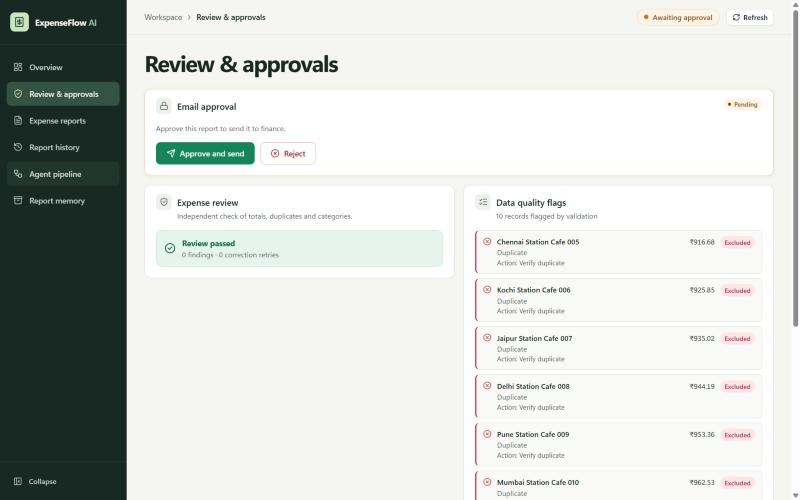 ExpenseFlow AI
Overview
Review & approvals
Expense reports
Report history
Agent pipeline
Report memory
Collapse
Workspace > Review & approvals
Awaiting approval
Refresh
Review & approvals
Email approval
Pending
Approve this report to send it to finance.
Approve and send
Reject
Expense review
Independent check of totals, duplicates and categories.
Review passed
0 findings · 0 correction retries
Data quality flags
10 records flagged by validation
Chennai Station Cafe 005 ₹916.68 Excluded
Duplicate
Action: Verify duplicate
Kochi Station Cafe 006 ₹925.85 Excluded
Duplicate
Action: Verify duplicate
Jaipur Station Cafe 007 ₹935.02 Excluded
Duplicate
Action: Verify duplicate
Delhi Station Cafe 008 ₹944.19 Excluded
Duplicate
Action: Verify duplicate
Pune Station Cafe 009 ₹953.36 Excluded
Duplicate
Action: Verify duplicate
Mumbai Station Cafe 010 ₹962.53 Excluded
Duplicate